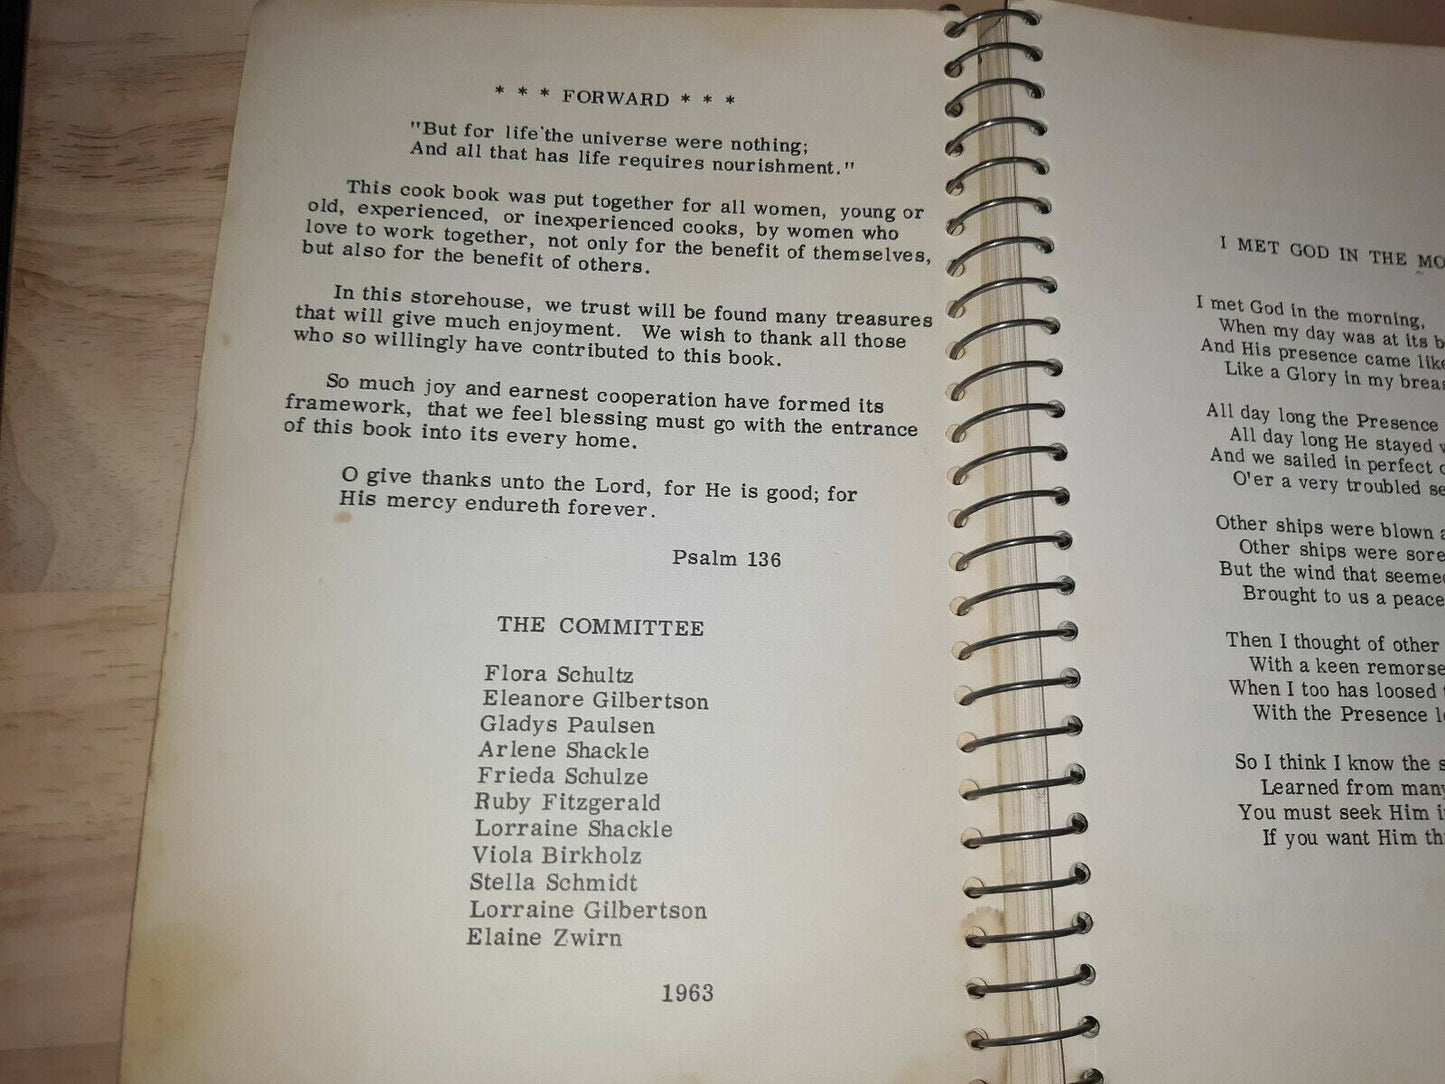 * * * FORWARD * * *
"But for life the universe were nothing;
And all that has life requires nourishment."
This cook book was put together for all women, young or
old, experienced, or inexperienced cooks, by women who
love to work together, not only for the benefit of themselves,
but also for the benefit of others.
In this storehouse, we trust will be found many treasures
that will give much enjoyment. We wish to thank all those
who so willingly have contributed to this book.
So much joy and earnest cooperation have formed its
framework, that we feel blessing must go with the entrance
of this book into its every home.
O give thanks unto the Lord, for He is good; for
His mercy endureth forever.
Psalm 136
THE COMMITTEE
Flora Schultz
Eleanore Gilbertson
Gladys Paulsen
Arlene Shackle
Frieda Schulze
Ruby Fitzgerald
Lorraine Shackle
Viola Birkholz
Stella Schmidt
Lorraine Gilbertson
Elaine Zwirn
1963
I MET GOD IN THE MO
I met God in the morning,
When my day was at its b
And His presence came like
Like a Glory in my breas
All day long the Presence
All day long He stayed w
And we sailed in perfect c
O'er a very troubled se
Other ships were blown a
Other ships were sore
But the wind that seemed
Brought to us a peace
Then I thought of other
With a keen remorse
When I too has loosed t
With the Presence l
So I think I know the s
Learned from many
You must seek Him i
If you want Him th